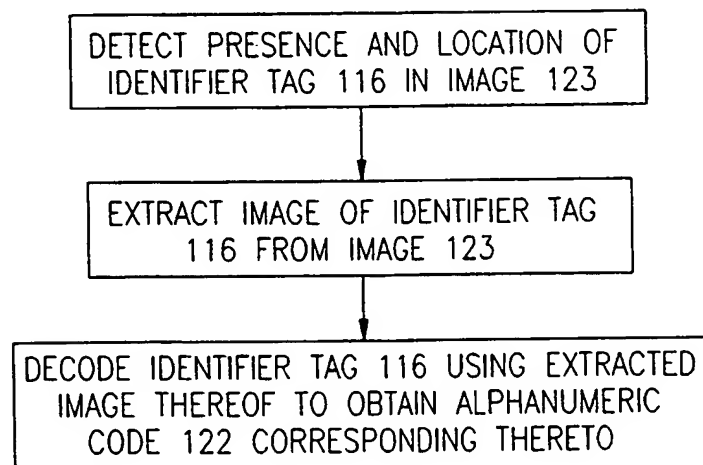 DETECT PRESENCE AND LOCATION OF
IDENTIFIER TAG 116 IN IMAGE 123
EXTRACT IMAGE OF IDENTIFIER TAG
116 FROM IMAGE 123
DECODE IDENTIFIER TAG 116 USING EXTRACTED
IMAGE THEREOF TO OBTAIN ALPHANUMERIC
CODE 122 CORRESPONDING THERETO